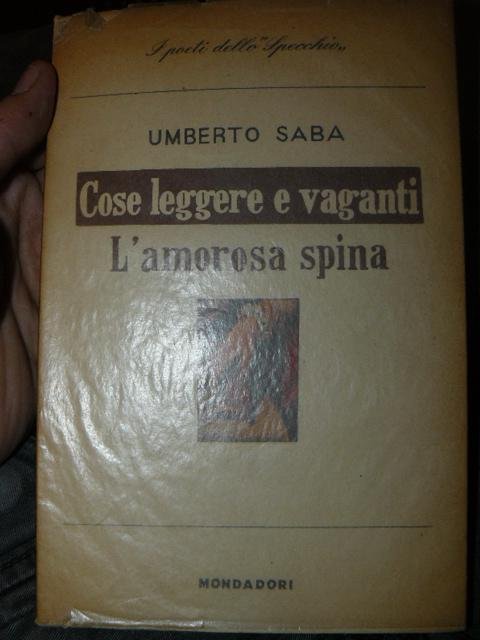 I poeti dello "Specchio„
UMBERTO SABA
Cose leggere e vaganti
L'amorosa spina
MONDADORI